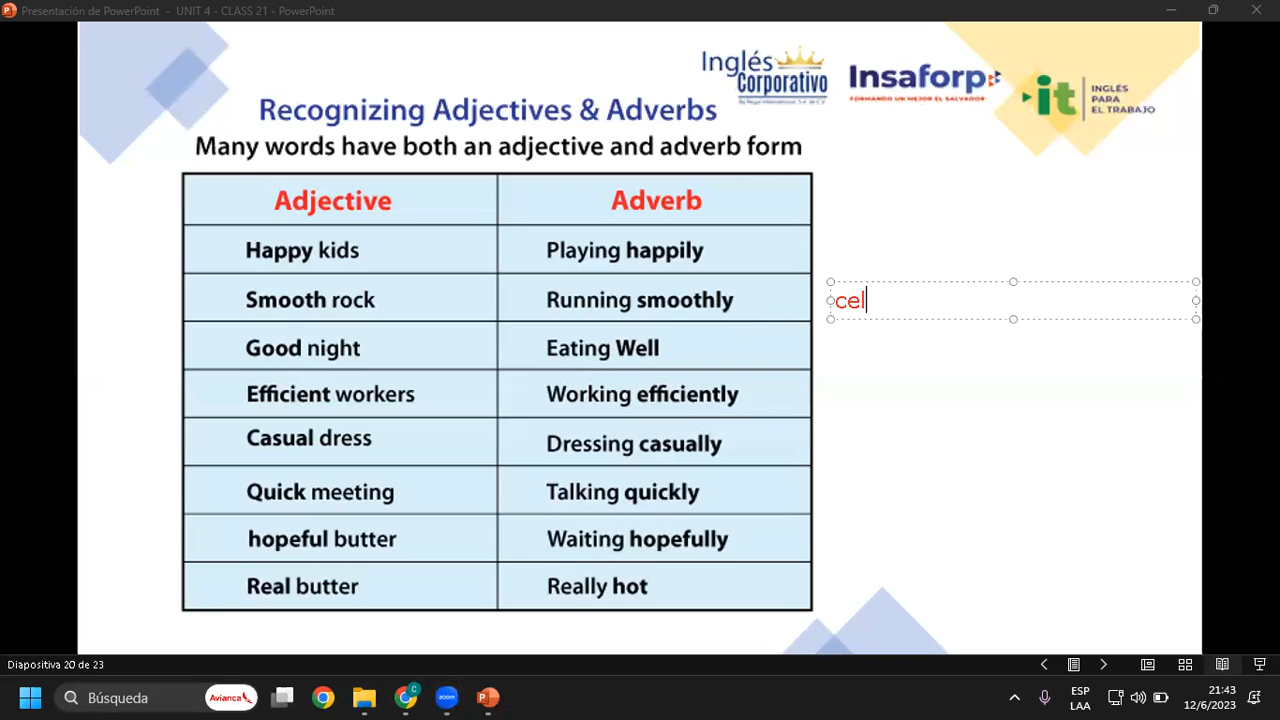 Presentación de PowerPoint - UNIT 4 - CLASS 21 - PowerPoint
Inglés Corporativo
Insaforp
FORMANDO UN MEJOR EL SALVADOR
it INGLÉS PARA EL TRABAJO
Recognizing Adjectives & Adverbs
Many words have both an adjective and adverb form
Adjective Adverb
Happy kids Playing happily
Smooth rock Running smoothly
cel
Good night Eating Well
Efficient workers Working efficiently
Casual dress Dressing casually
Quick meeting Talking quickly
hopeful butter Waiting hopefully
Real butter Really hot
Diapositiva 20 de 23
Búsqueda
Avianca
zoom
ESP
LAA
21:43
12/6/2023